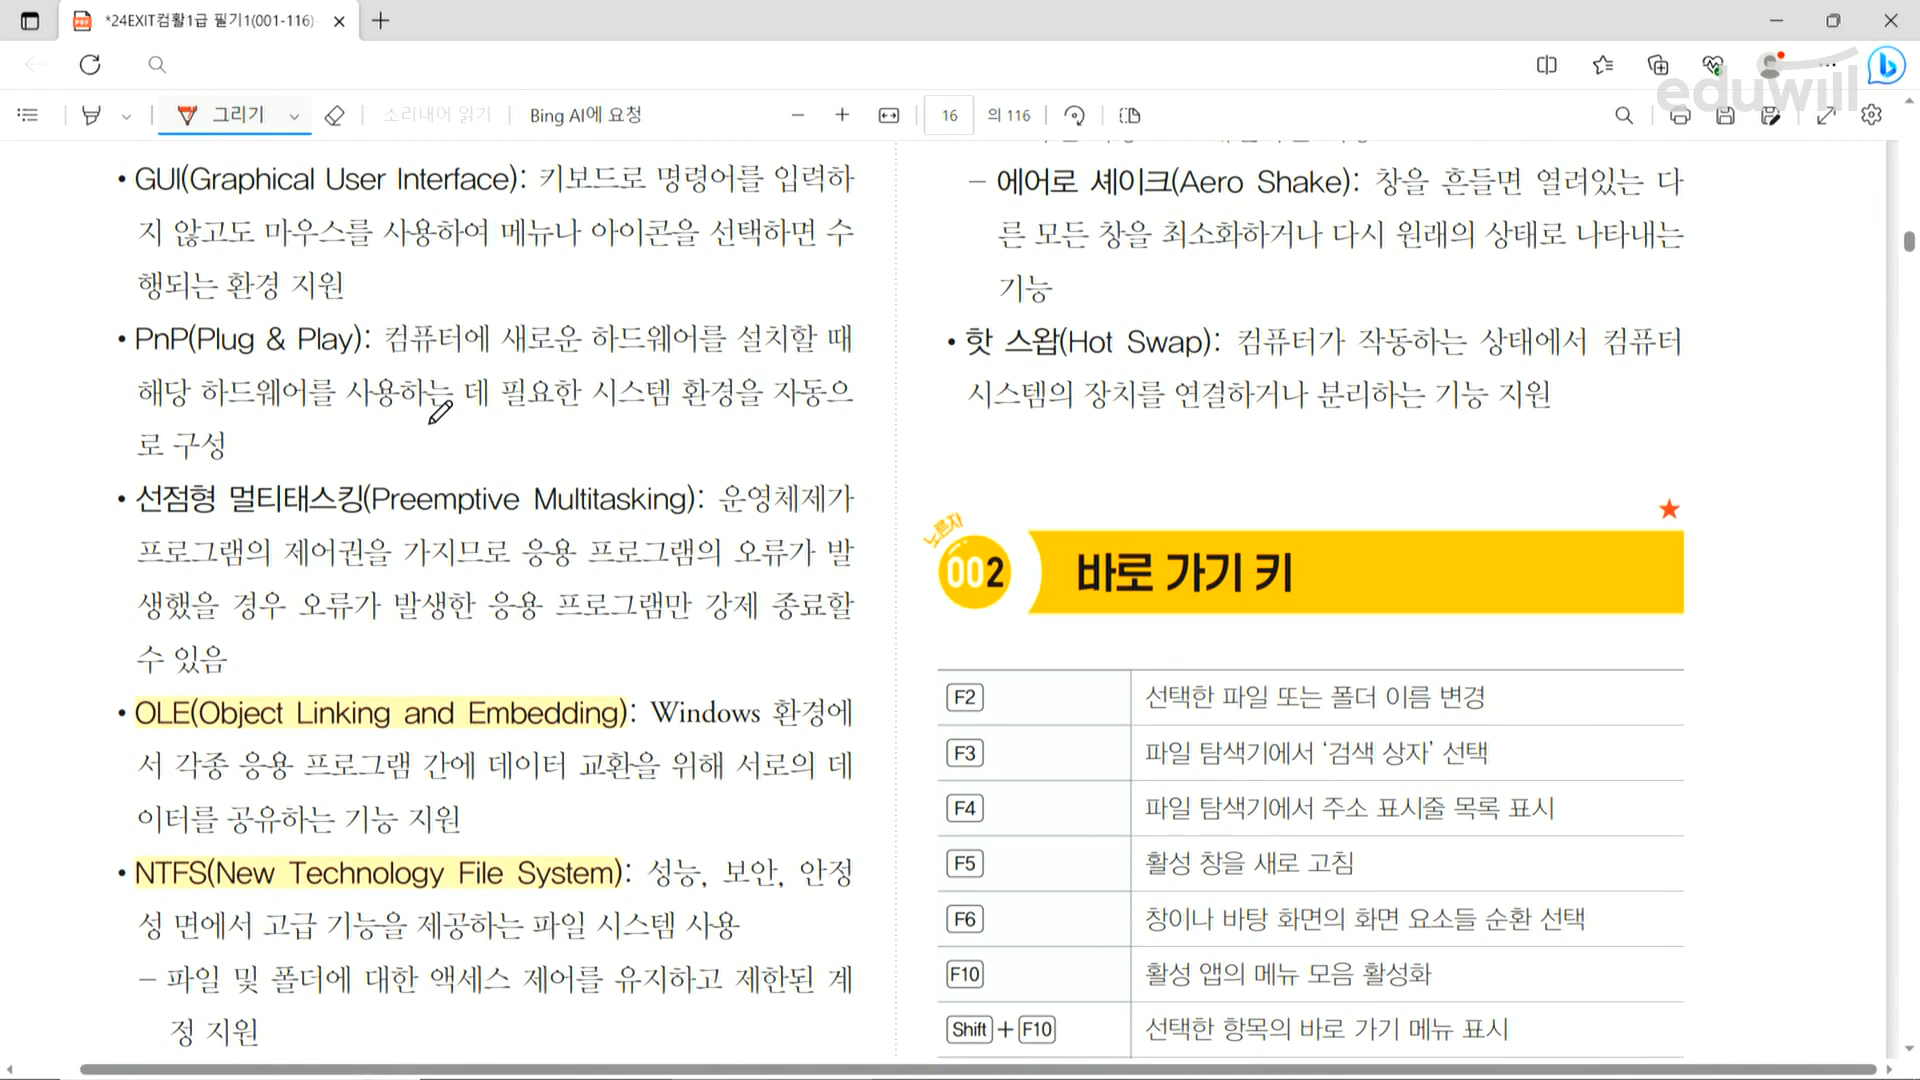 *24EXIT컴활1급 필기1(001-116)
eduwill
그리기
소리내어 읽기
Bing AI에 요청
16
의 116
• GUI(Graphical User Interface): 키보드로 명령어를 입력하
지 않고도 마우스를 사용하여 메뉴나 아이콘을 선택하면 수
행되는 환경 지원
• PnP(Plug & Play): 컴퓨터에 새로운 하드웨어를 설치할 때
해당 하드웨어를 사용하는 데 필요한 시스템 환경을 자동으
로 구성
• 선점형 멀티태스킹(Preemptive Multitasking): 운영체제가
프로그램의 제어권을 가지므로 응용 프로그램의 오류가 발
생했을 경우 오류가 발생한 응용 프로그램만 강제 종료할
수 있음
• OLE(Object Linking and Embedding): Windows 환경에
서 각종 응용 프로그램 간에 데이터 교환을 위해 서로의 데
이터를 공유하는 기능 지원
• NTFS(New Technology File System): 성능, 보안, 안정
성 면에서 고급 기능을 제공하는 파일 시스템 사용
– 파일 및 폴더에 대한 액세스 제어를 유지하고 제한된 계
정 지원
– 에어로 셰이크(Aero Shake): 창을 흔들면 열려있는 다
른 모든 창을 최소화하거나 다시 원래의 상태로 나타내는
기능
• 핫 스왑(Hot Swap): 컴퓨터가 작동하는 상태에서 컴퓨터
시스템의 장치를 연결하거나 분리하는 기능 지원
노른자
002 바로 가기 키
F2 선택한 파일 또는 폴더 이름 변경
F3 파일 탐색기에서 ‘검색 상자’ 선택
F4 파일 탐색기에서 주소 표시줄 목록 표시
F5 활성 창을 새로 고침
F6 창이나 바탕 화면의 화면 요소들 순환 선택
F10 활성 앱의 메뉴 모음 활성화
Shift + F10 선택한 항목의 바로 가기 메뉴 표시